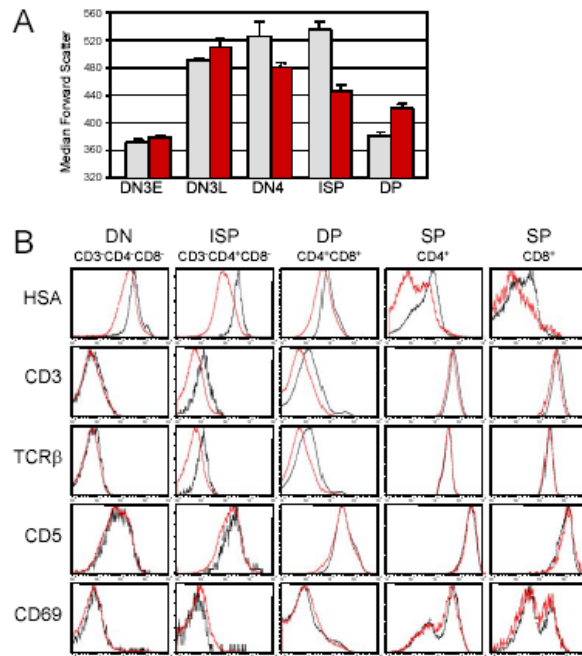 A
Median Forward Scatter
560
520
480
440
400
360
320
DN3E DN3L DN4 ISP DP
B
DN ISP DP SP SP
CD3⁻CD4⁻CD8⁻ CD3⁻CD4⁺CD8⁻ CD4⁺CD8⁺ CD4⁺ CD8⁺
HSA
CD3
TCRβ
CD5
CD69